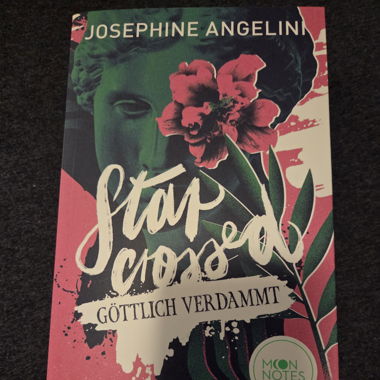 JOSEPHINE ANGELINI
Star
crossed
GÖTTLICH VERDAMMT
MOON
NOTES